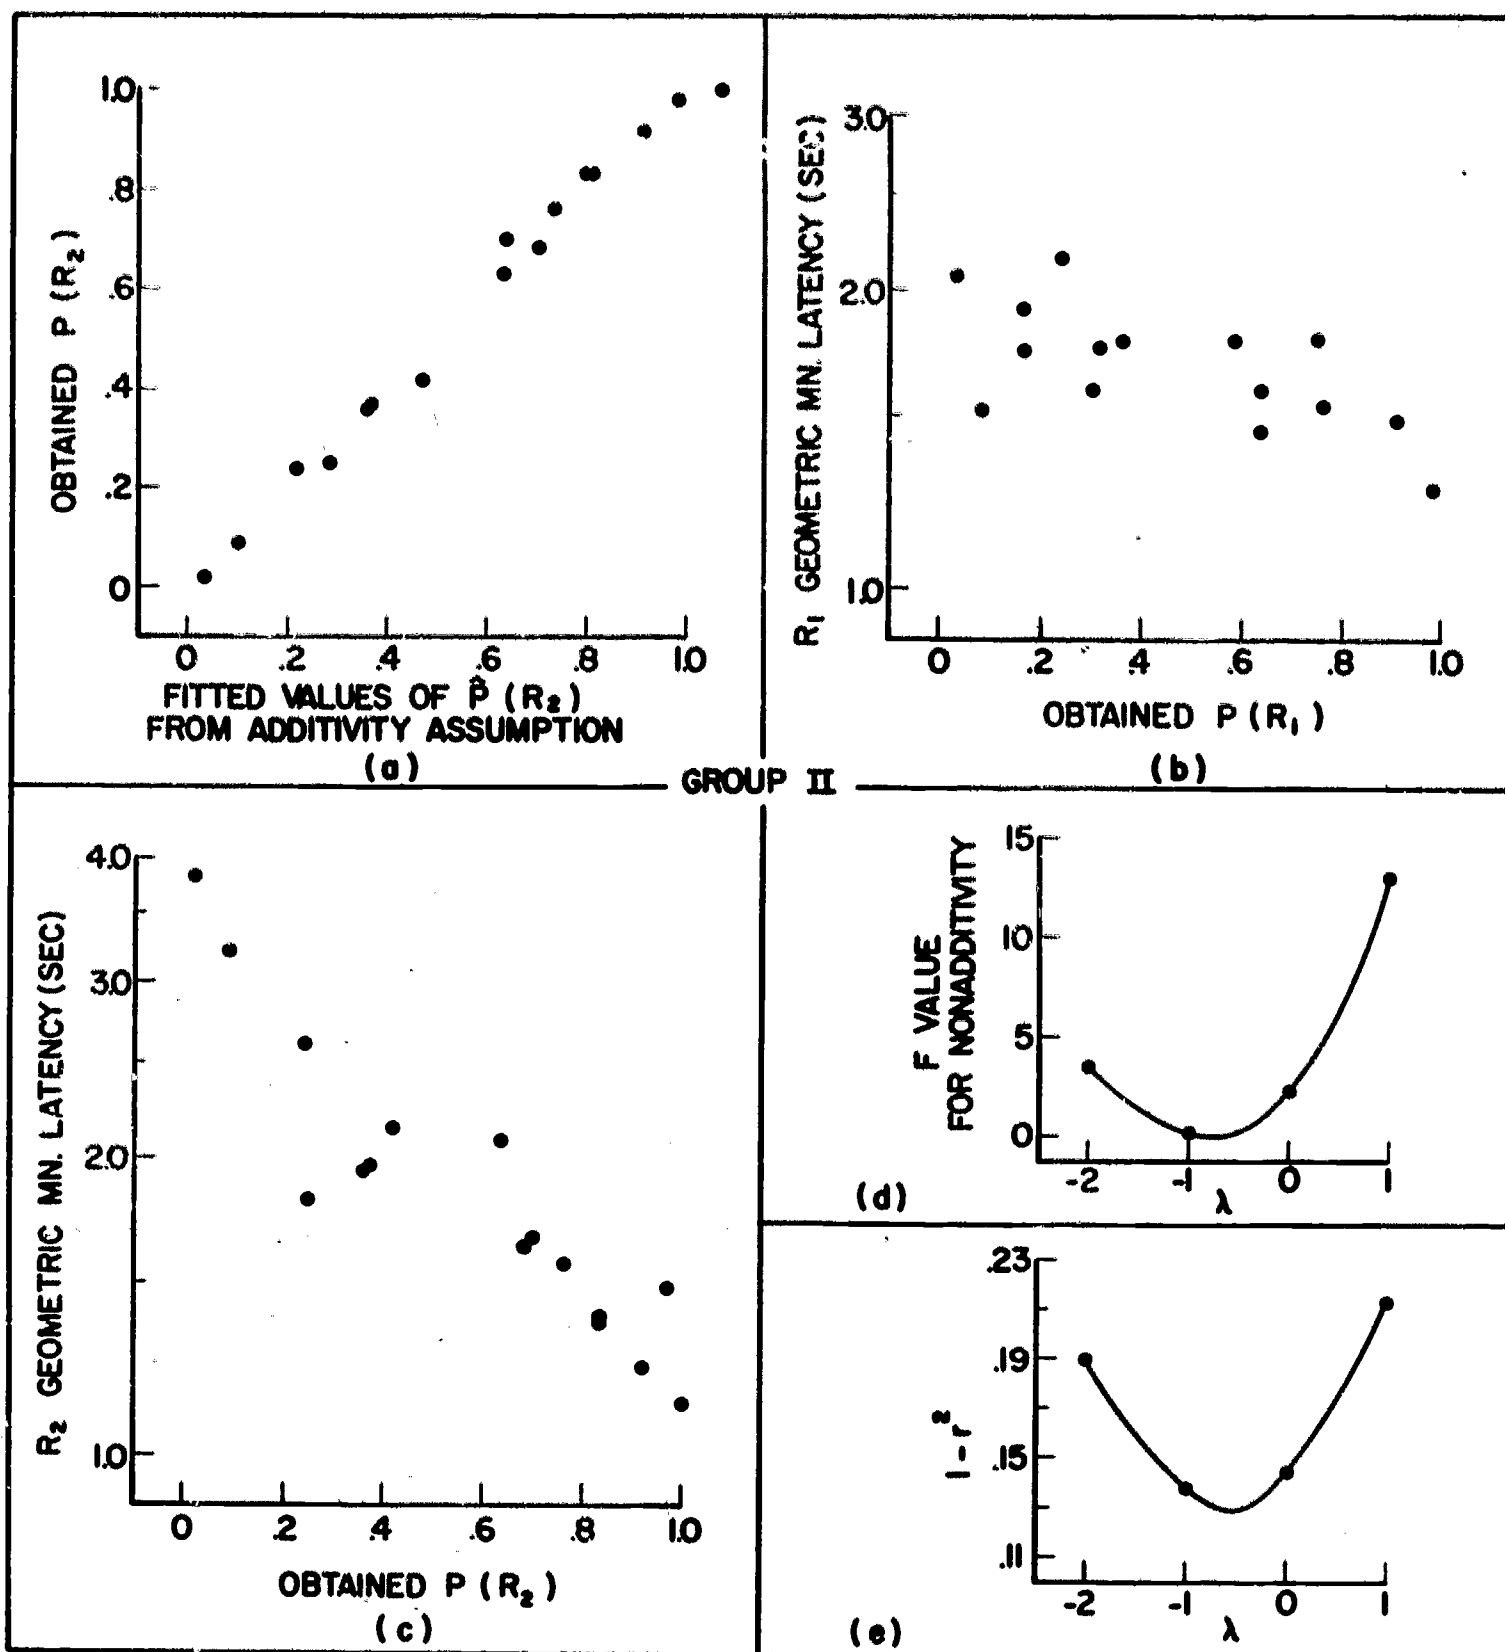 1.0
.8
.6
.4
.2
0
OBTAINED P (R₂)
0 .2 .4 .6 .8 1.0
FITTED VALUES OF P̂ (R₂)
FROM ADDITIVITY ASSUMPTION
(a)
3.0
2.0
1.0
R₁ GEOMETRIC MN. LATENCY (SEC)
0 .2 .4 .6 .8 1.0
OBTAINED P (R₁)
(b)
GROUP II
4.0
3.0
2.0
1.0
R₂ GEOMETRIC MN. LATENCY (SEC)
0 .2 .4 .6 .8 1.0
OBTAINED P (R₂)
(c)
15
10
5
0
F VALUE
FOR NONADDITIVITY
-2 -1 0 1
λ
(d)
.23
.19
.15
.11
1 - r²
-2 -1 0 1
λ
(e)